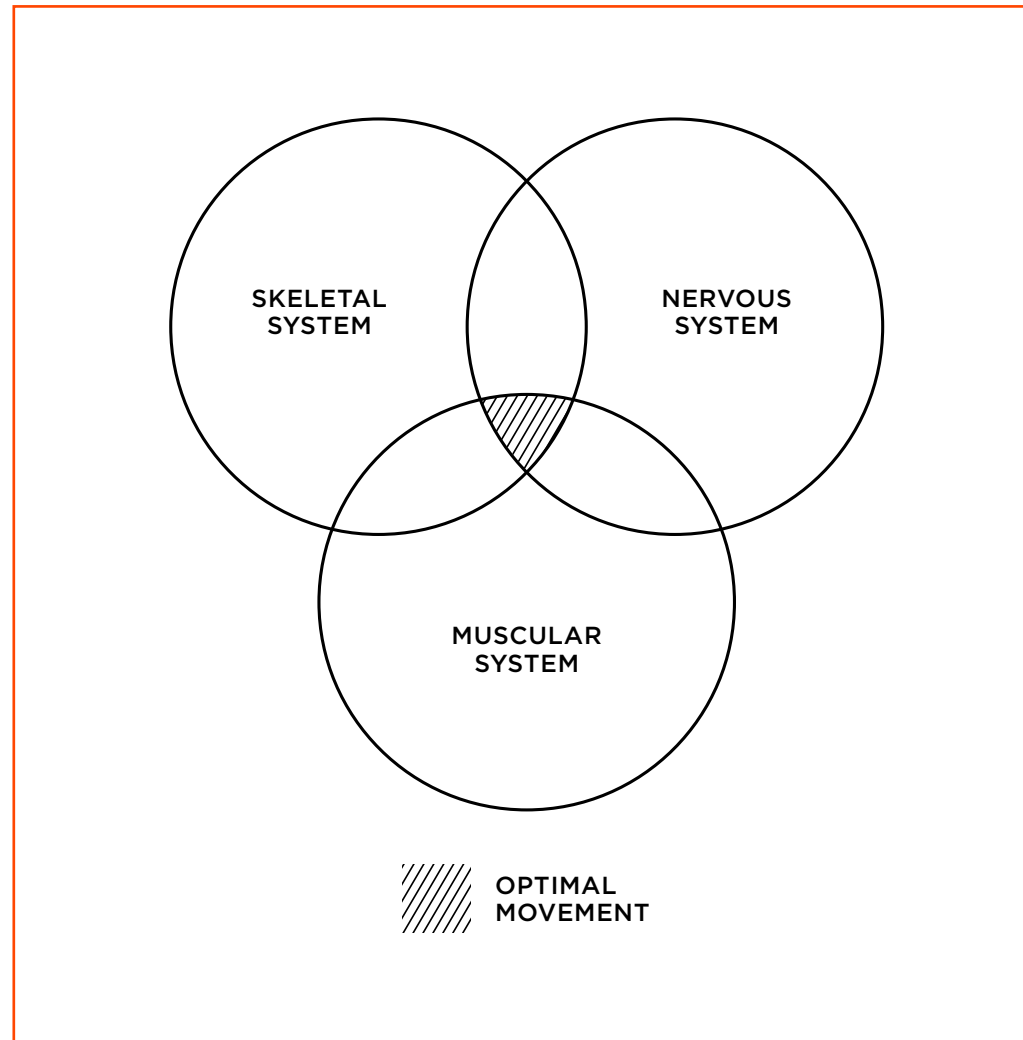 SKELETAL
SYSTEM
NERVOUS
SYSTEM
MUSCULAR
SYSTEM
OPTIMAL
MOVEMENT